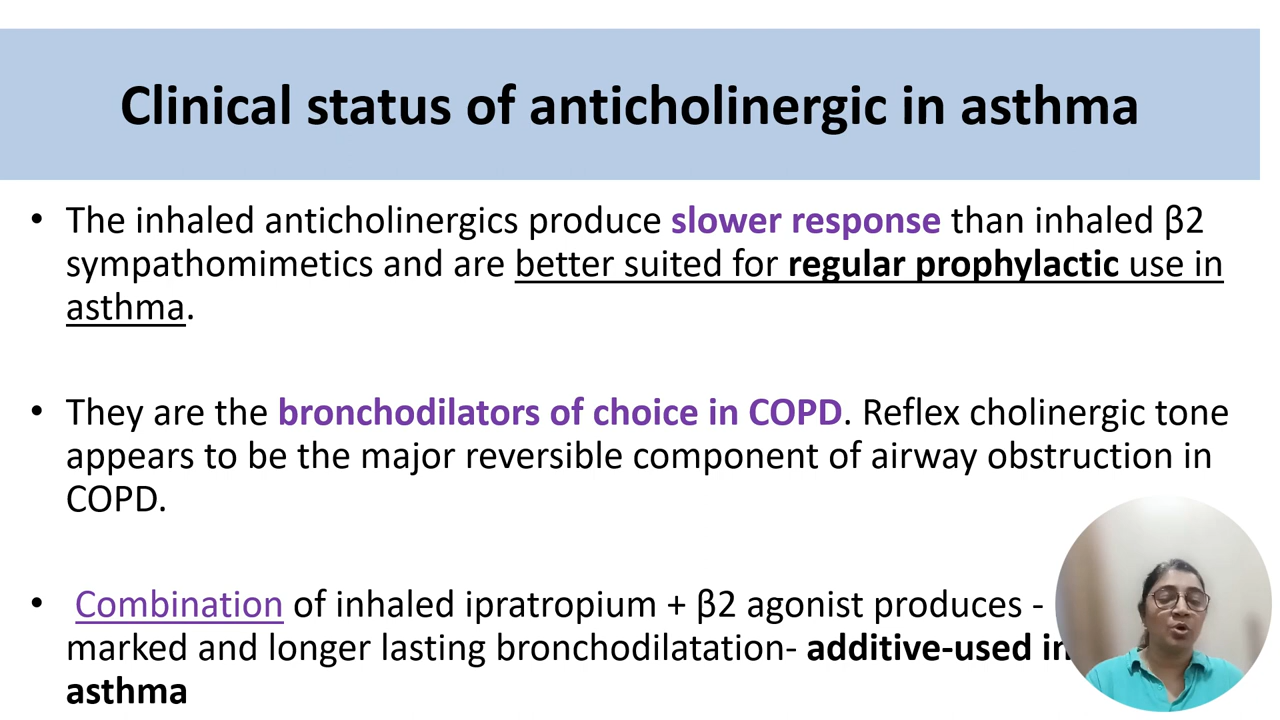 Clinical status of anticholinergic in asthma
• The inhaled anticholinergics produce slower response than inhaled β2
sympathomimetics and are better suited for regular prophylactic use in
asthma.
• They are the bronchodilators of choice in COPD. Reflex cholinergic tone
appears to be the major reversible component of airway obstruction in
COPD.
• Combination of inhaled ipratropium + β2 agonist produces -
marked and longer lasting bronchodilatation- additive-used in
asthma